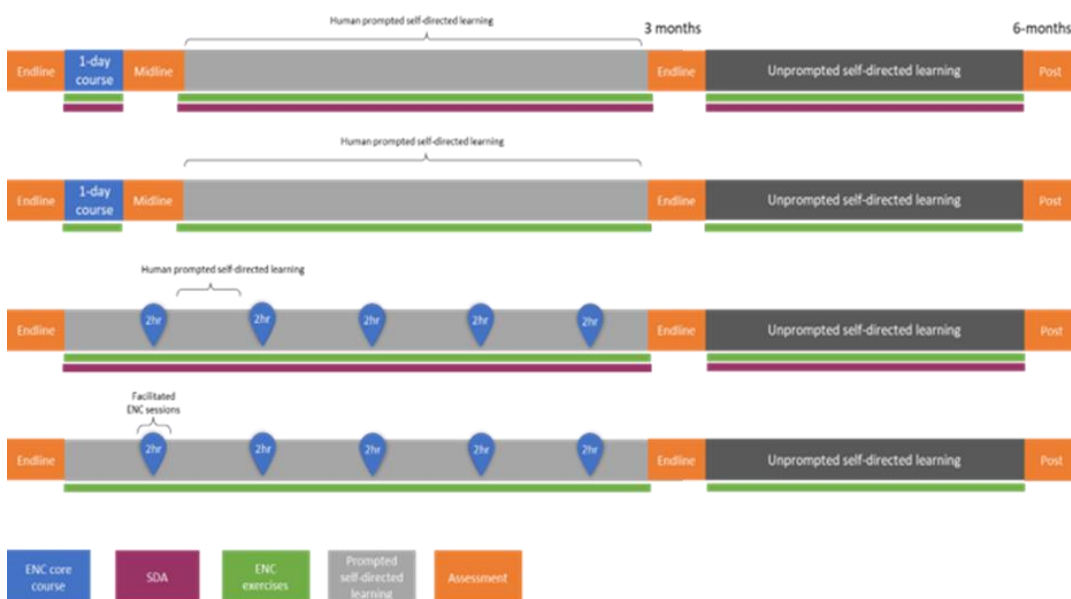 Human prompted self-directed learning
3 months
6-months
Endline
1-day
course
Midline
Endline
Unprompted self-directed learning
Post
Human prompted self-directed learning
Endline
1-day
course
Midline
Endline
Unprompted self-directed learning
Post
Human prompted self-directed learning
Endline
2hr
2hr
2hr
2hr
2hr
Endline
Unprompted self-directed learning
Post
Facilitated
ENC sessions
Endline
2hr
2hr
2hr
2hr
2hr
Endline
Unprompted self-directed learning
Post
ENC core
course
SDA
ENC
exercises
Prompted
self-directed
learning
Assessment